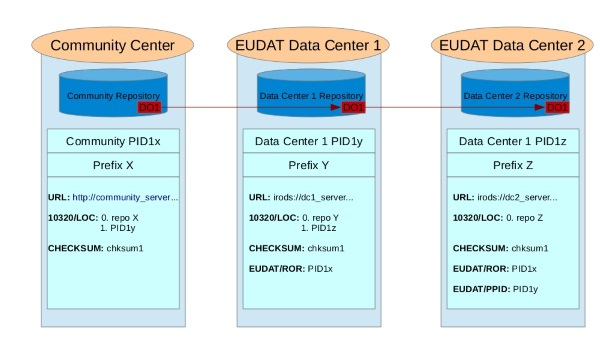 Community Center
Community Repository
DO1
Community PID1x
Prefix X
URL: http://community_server...
10320/LOC: 0. repo X
1. PID1y
CHECKSUM: chksum1
EUDAT Data Center 1
Data Center 1 Repository
DO1
Data Center 1 PID1y
Prefix Y
URL: irods://dc1_server...
10320/LOC: 0. repo Y
1. PID1z
CHECKSUM: chksum1
EUDAT/ROR: PID1x
EUDAT Data Center 2
Data Center 2 Repository
DO1
Data Center 1 PID1z
Prefix Z
URL: irods://dc2_server...
10320/LOC: 0. repo Z
CHECKSUM: chksum1
EUDAT/ROR: PID1x
EUDAT/PPID: PID1y